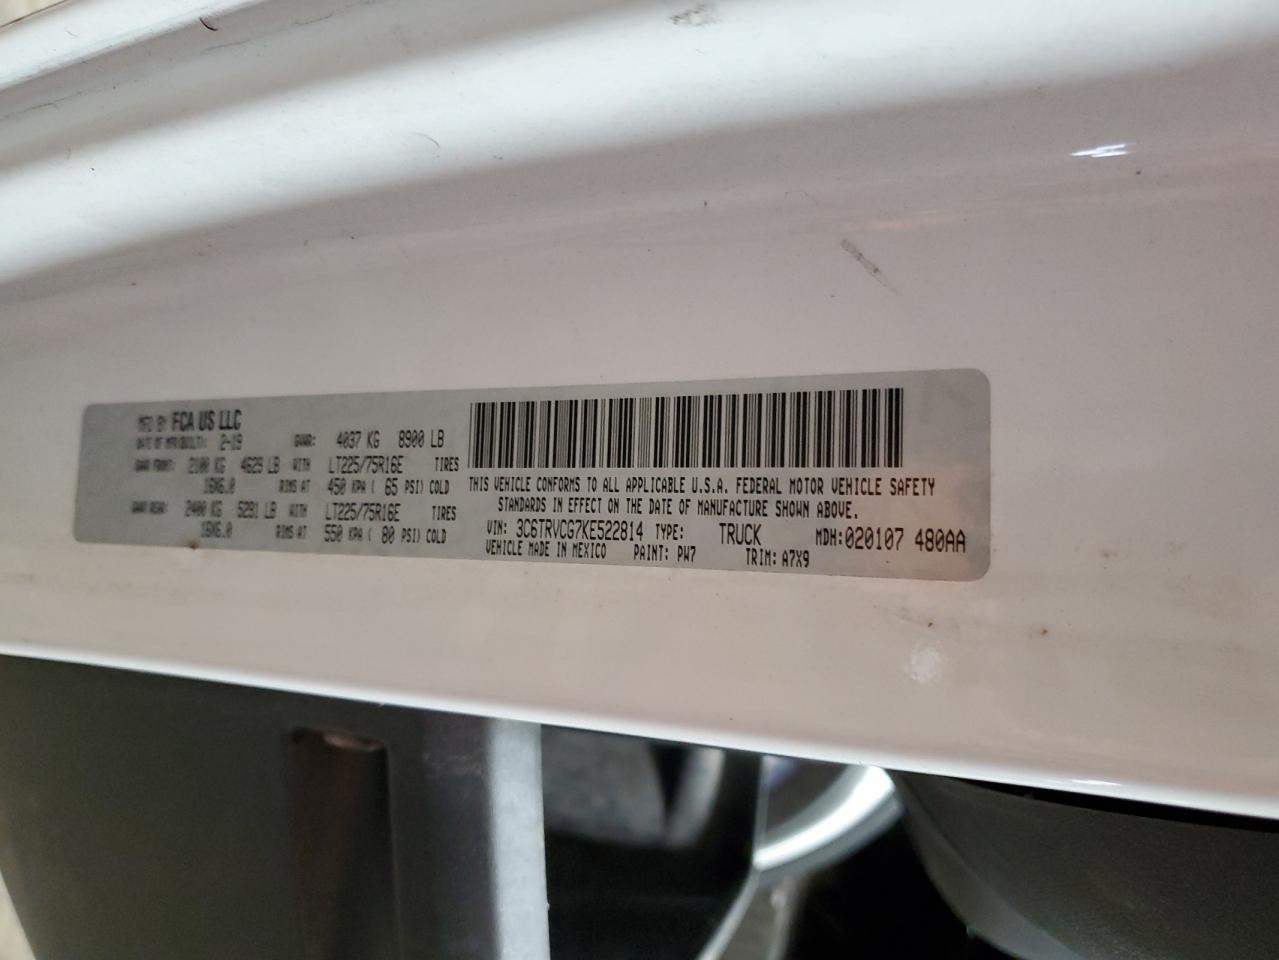 MFD BY FCA US LLC
DATE OF MFR(BUILT): 2-19 GVWR: 4037 KG 8900 LB
GAWR FRONT: 2100 KG 4629 LB WITH LT225/75R16E TIRES
16X6.0 RIMS AT 450 KPA ( 65 PSI) COLD
GAWR REAR: 2400 KG 5291 LB WITH LT225/75R16E TIRES
16X6.0 RIMS AT 550 KPA ( 80 PSI) COLD
THIS VEHICLE CONFORMS TO ALL APPLICABLE U.S.A. FEDERAL MOTOR VEHICLE SAFETY
STANDARDS IN EFFECT ON THE DATE OF MANUFACTURE SHOWN ABOVE.
VIN: 3C6TRVCG7KE522814 TYPE: TRUCK MDH:020107 480AA
VEHICLE MADE IN MEXICO PAINT: PW7 TRIM: A7X9